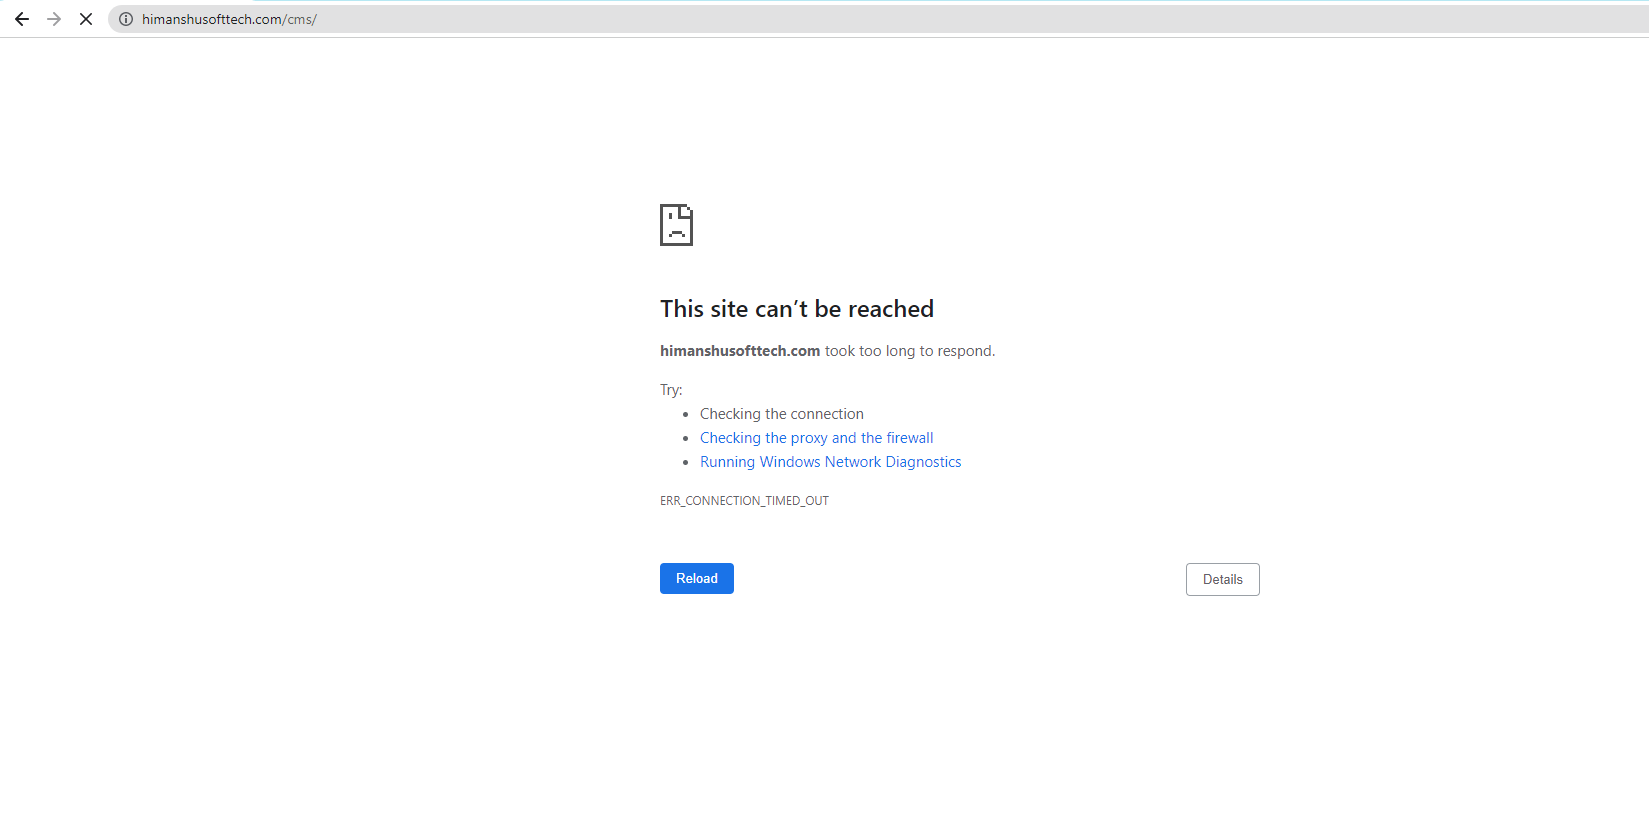 himanshusofttech.com/cms/
This site can’t be reached
himanshusofttech.com took too long to respond.
Try:
Checking the connection
Checking the proxy and the firewall
Running Windows Network Diagnostics
ERR_CONNECTION_TIMED_OUT
Reload
Details